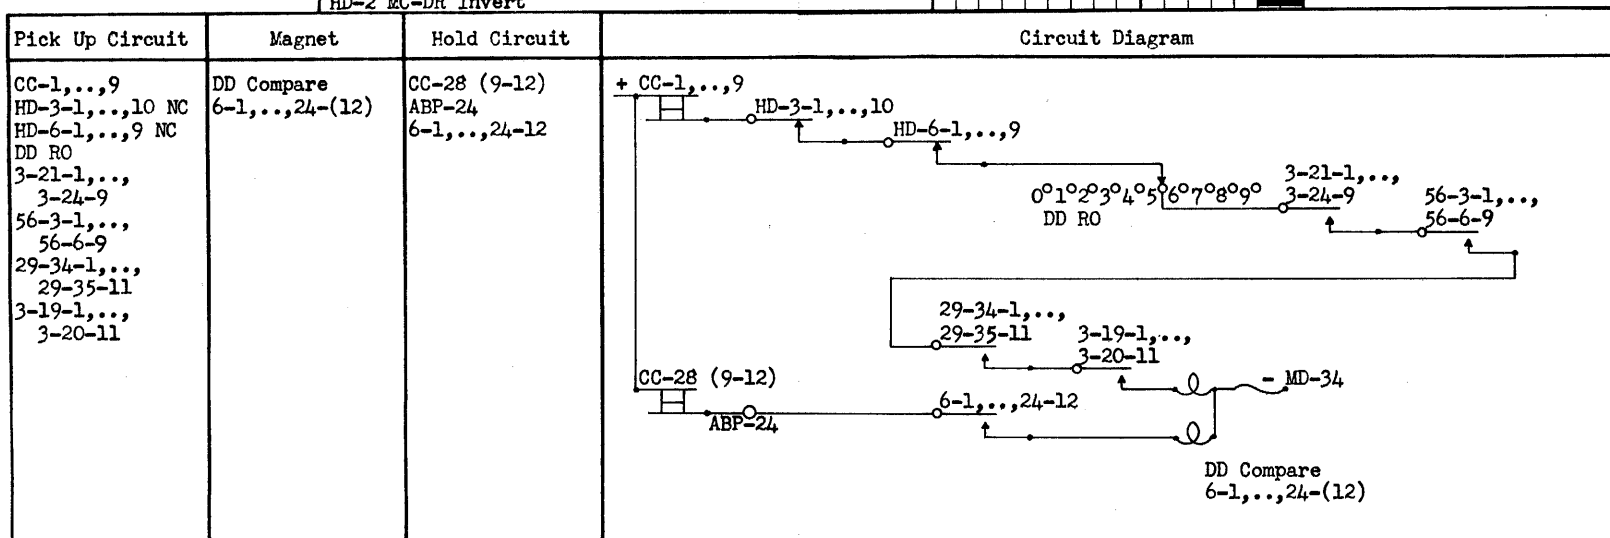 HD-2 MC-DR Invert
Pick Up Circuit
Magnet
Hold Circuit
Circuit Diagram
CC-1,..,9
HD-3-1,..,10 NC
HD-6-1,..,9 NC
DD RO
3-21-1,..,
3-24-9
56-3-1,..,
56-6-9
29-34-1,..,
29-35-11
3-19-1,..,
3-20-11
DD Compare
6-1,..,24-(12)
CC-28 (9-12)
ABP-24
6-1,..,24-12
+ CC-1,..,9
HD-3-1,..,10
HD-6-1,..,9
0 1 2 3 4 5 6 7 8 9
DD RO
3-21-1,..,
3-24-9
56-3-1,..,
56-6-9
29-34-1,..,
29-35-11
3-19-1,..,
3-20-11
- MD-34
CC-28 (9-12)
ABP-24
6-1,..,24-12
DD Compare
6-1,..,24-(12)